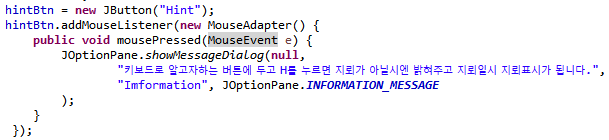 hintBtn = new JButton("Hint");
hintBtn.addMouseListener(new MouseAdapter() {
public void mousePressed(MouseEvent e) {
JOptionPane.showMessageDialog(null,
"키보드로 알고자하는 버튼에 두고 H를 누르면 지뢰가 아닐시엔 밝혀주고 지뢰일시 지뢰표시가 됩니다.",
"Imformation", JOptionPane.INFORMATION_MESSAGE
);
}
});